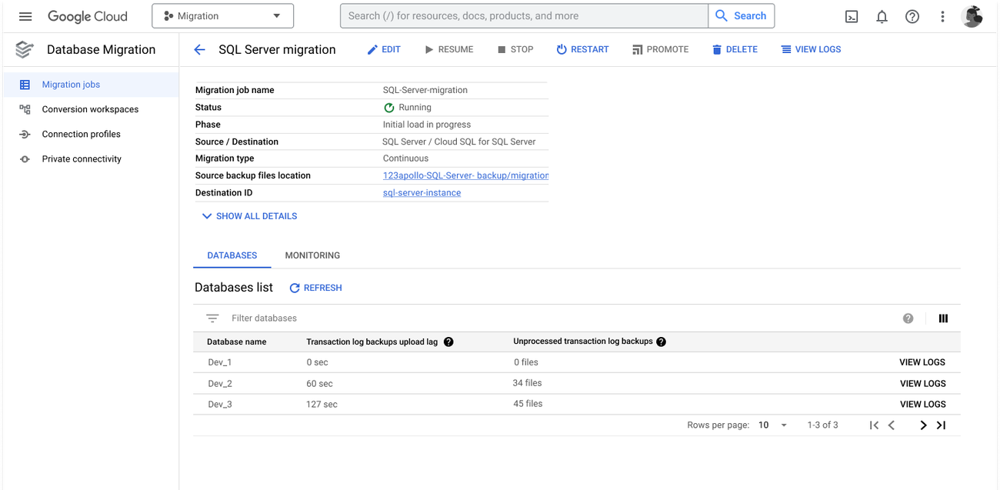 Google Cloud Migration Search (/) for resources, docs, products, and more Search
Database Migration SQL Server migration EDIT RESUME STOP RESTART PROMOTE DELETE VIEW LOGS
Migration jobs
Conversion workspaces
Connection profiles
Private connectivity
Migration job name SQL-Server-migration
Status Running
Phase Initial load in progress
Source / Destination SQL Server / Cloud SQL for SQL Server
Migration type Continuous
Source backup files location 123apollo-SQL-Server- backup/migration
Destination ID sql-server-instance
SHOW ALL DETAILS
DATABASES MONITORING
Databases list REFRESH
Filter databases
Database name Transaction log backups upload lag Unprocessed transaction log backups
Dev_1 0 sec 0 files VIEW LOGS
Dev_2 60 sec 34 files VIEW LOGS
Dev_3 127 sec 45 files VIEW LOGS
Rows per page: 10 1-3 of 3